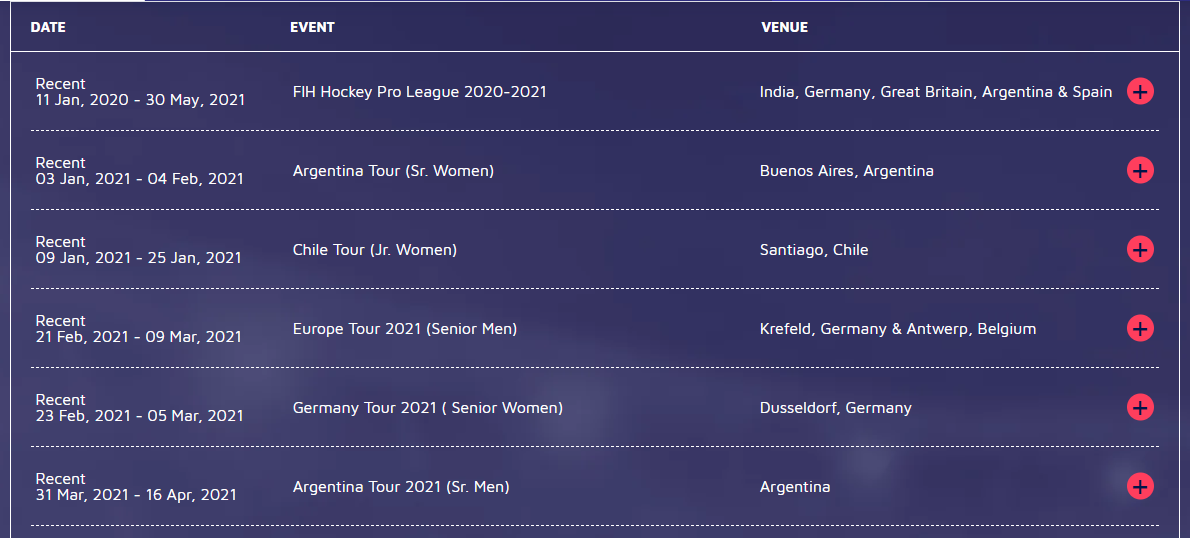 DATE EVENT VENUE
Recent
11 Jan, 2020 - 30 May, 2021
FIH Hockey Pro League 2020-2021
India, Germany, Great Britain, Argentina & Spain
Recent
03 Jan, 2021 - 04 Feb, 2021
Argentina Tour (Sr. Women)
Buenos Aires, Argentina
Recent
09 Jan, 2021 - 25 Jan, 2021
Chile Tour (Jr. Women)
Santiago, Chile
Recent
21 Feb, 2021 - 09 Mar, 2021
Europe Tour 2021 (Senior Men)
Krefeld, Germany & Antwerp, Belgium
Recent
23 Feb, 2021 - 05 Mar, 2021
Germany Tour 2021 ( Senior Women)
Dusseldorf, Germany
Recent
31 Mar, 2021 - 16 Apr, 2021
Argentina Tour 2021 (Sr. Men)
Argentina